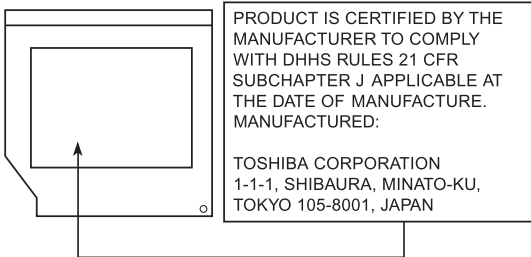 PRODUCT IS CERTIFIED BY THE
MANUFACTURER TO COMPLY
WITH DHHS RULES 21 CFR
SUBCHAPTER J APPLICABLE AT
THE DATE OF MANUFACTURE.
MANUFACTURED:
TOSHIBA CORPORATION
1-1-1, SHIBAURA, MINATO-KU,
TOKYO 105-8001, JAPAN